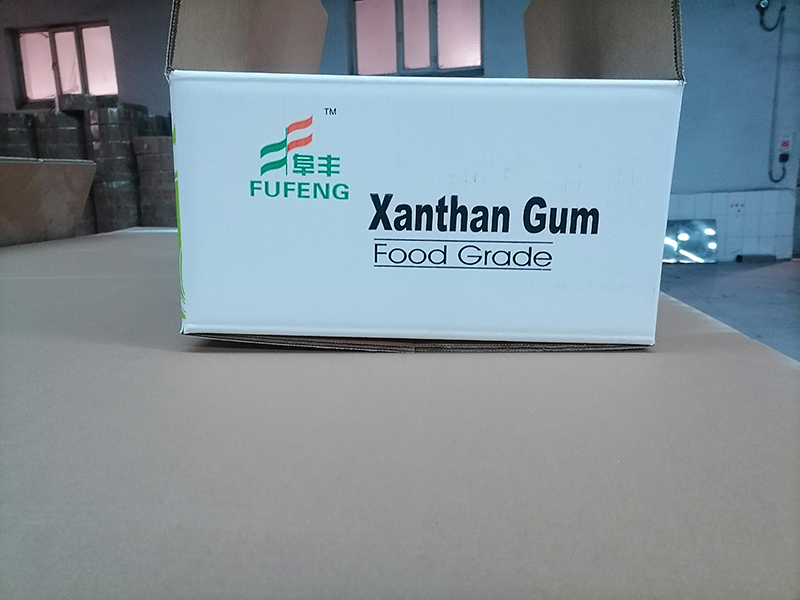 TM
阜丰
FUFENG
Xanthan Gum
Food Grade